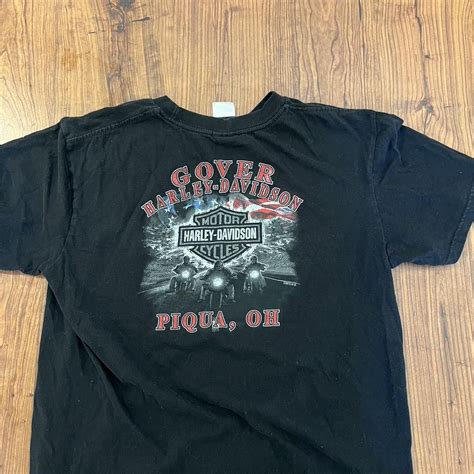 GOVER
HARLEY-DAVIDSON
MOTOR
HARLEY-DAVIDSON
CYCLES
PIQUA, OH